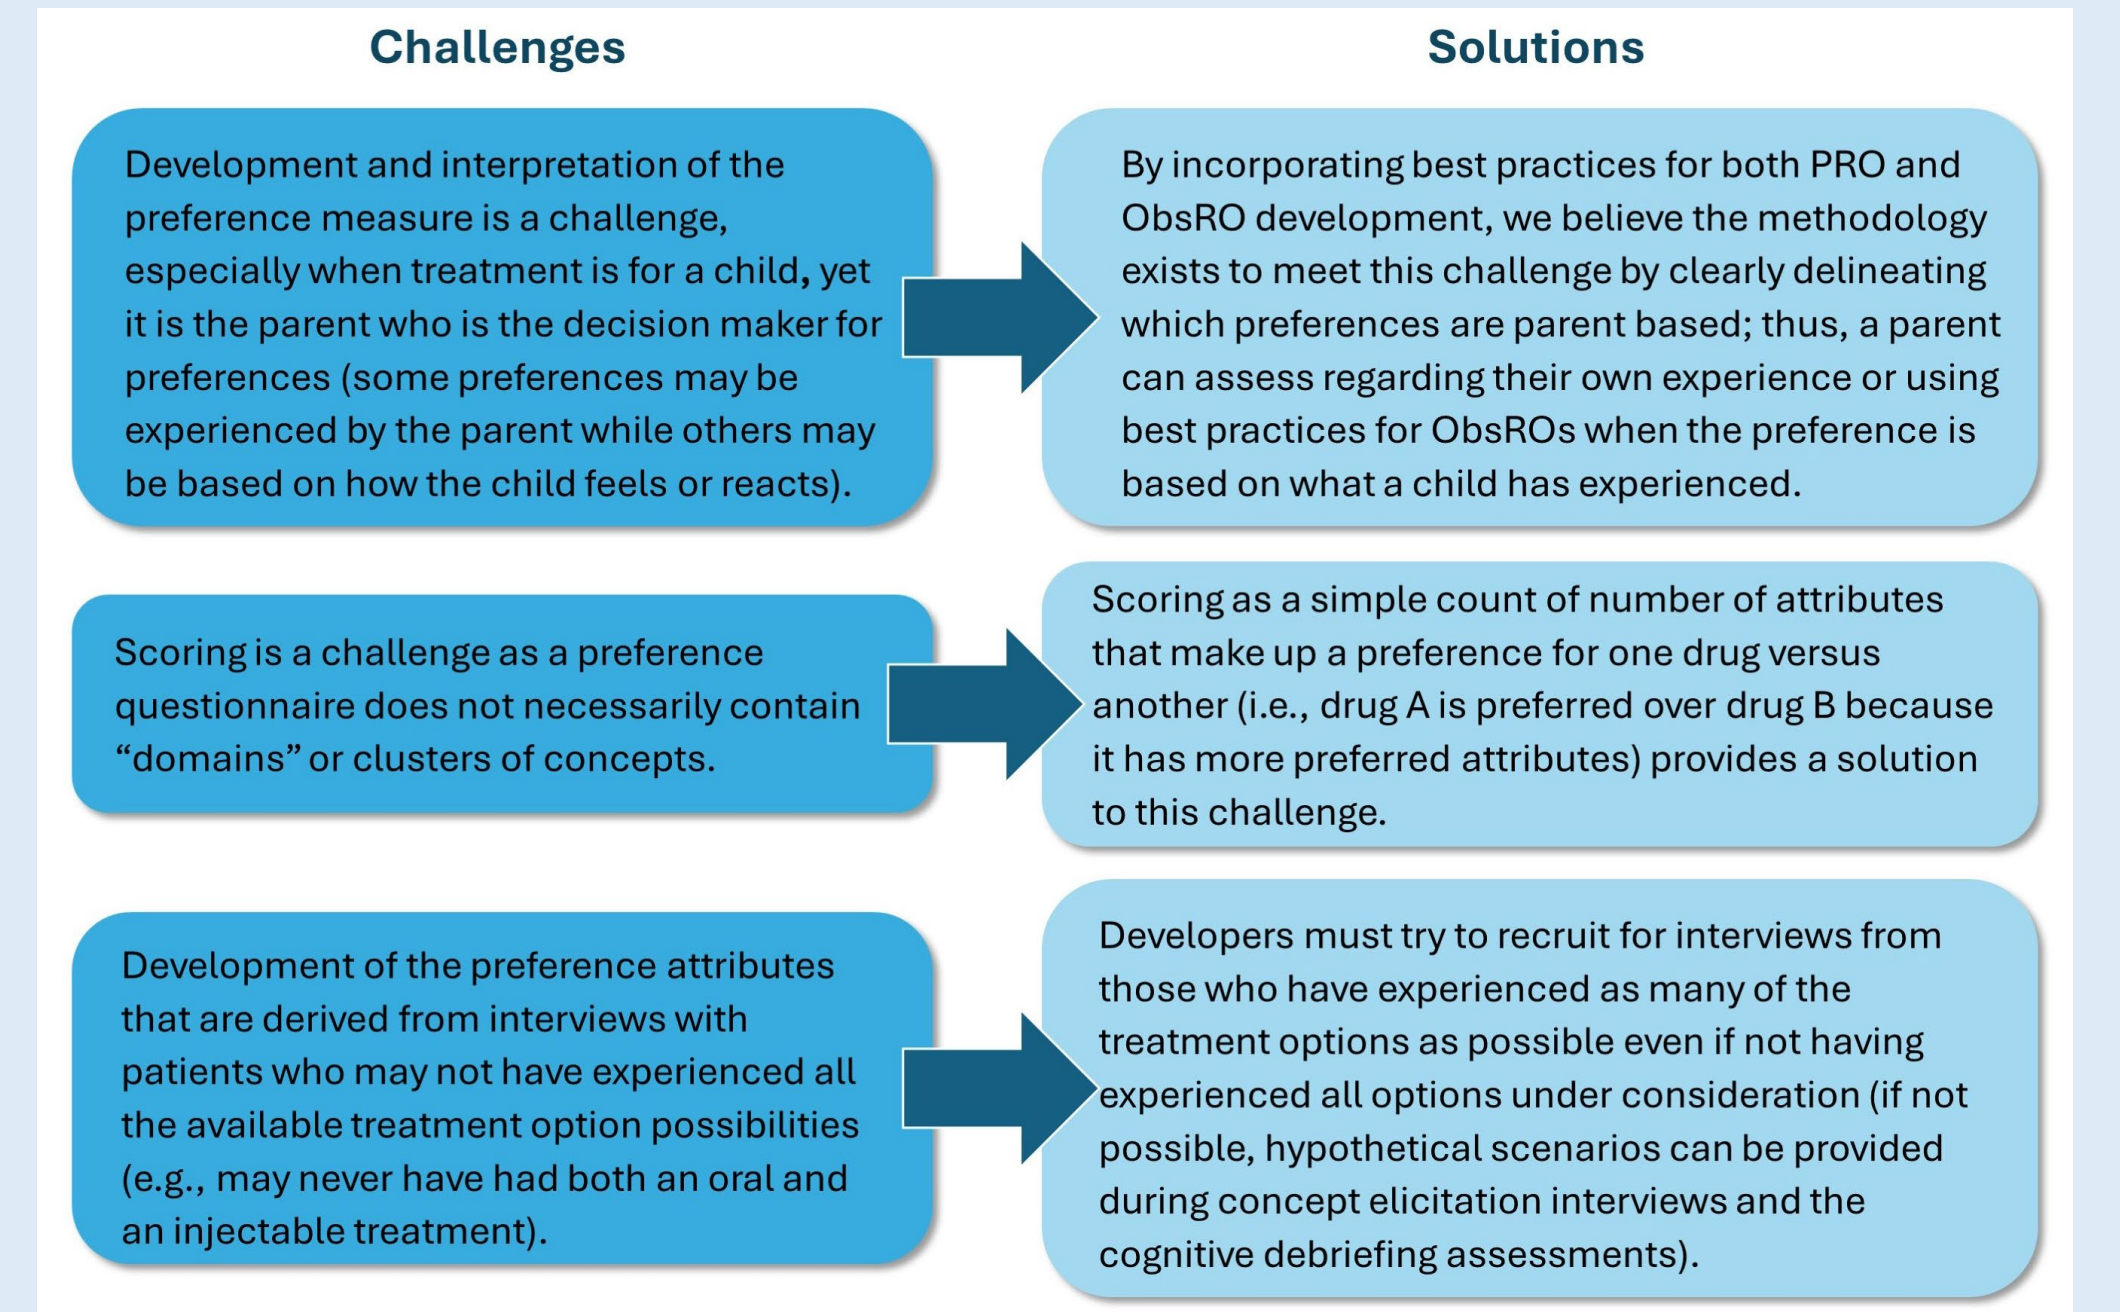 Challenges
Solutions
Development and interpretation of the
preference measure is a challenge,
especially when treatment is for a child, yet
it is the parent who is the decision maker for
preferences (some preferences may be
experienced by the parent while others may
be based on how the child feels or reacts).
By incorporating best practices for both PRO and
ObsRO development, we believe the methodology
exists to meet this challenge by clearly delineating
which preferences are parent based; thus, a parent
can assess regarding their own experience or using
best practices for ObsROs when the preference is
based on what a child has experienced.
Scoring is a challenge as a preference
questionnaire does not necessarily contain
“domains” or clusters of concepts.
Scoring as a simple count of number of attributes
that make up a preference for one drug versus
another (i.e., drug A is preferred over drug B because
it has more preferred attributes) provides a solution
to this challenge.
Development of the preference attributes
that are derived from interviews with
patients who may not have experienced all
the available treatment option possibilities
(e.g., may never have had both an oral and
an injectable treatment).
Developers must try to recruit for interviews from
those who have experienced as many of the
treatment options as possible even if not having
experienced all options under consideration (if not
possible, hypothetical scenarios can be provided
during concept elicitation interviews and the
cognitive debriefing assessments).